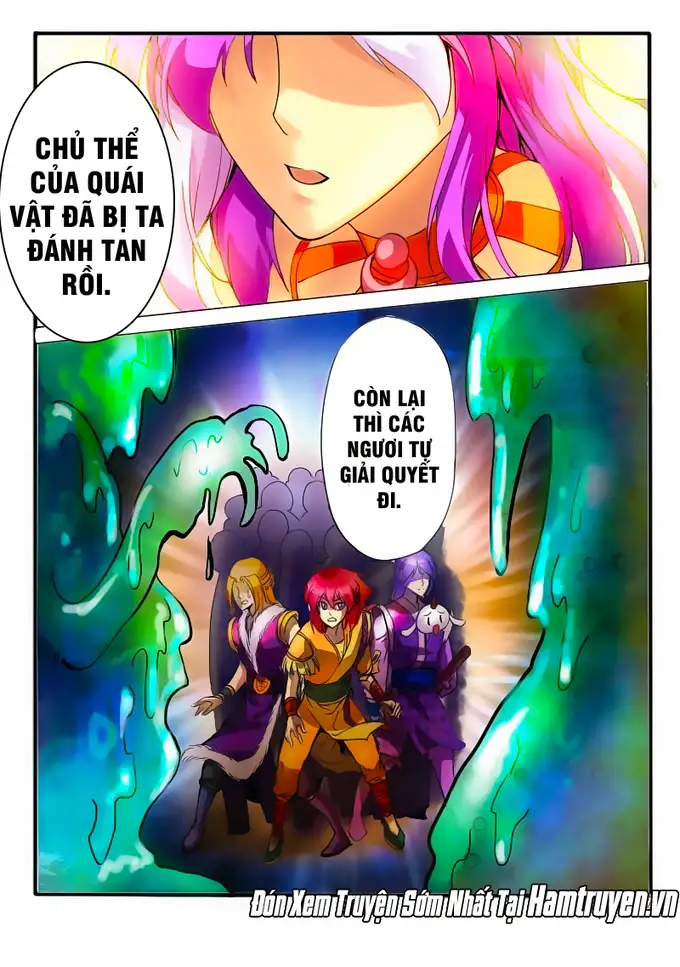 CHỦ THỂ
CỦA QUÁI
VẬT ĐÃ BỊ TA
ĐÁNH TAN
RỒI.
CÒN LẠI
THÌ CÁC
NGƯƠI TỰ
GIẢI QUYẾT
ĐI.
Đón Xem Truyện Sớm Nhất Tại Hamtruyen.vn